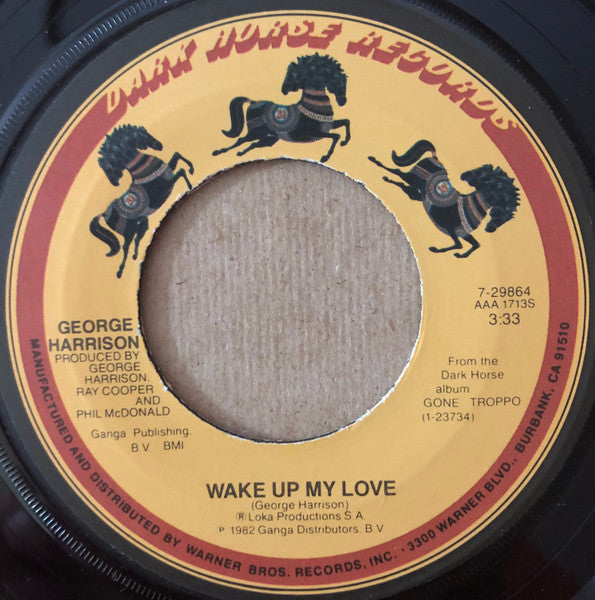 DARK HORSE RECORDS
7-29864
AAA 1713S
3:33
GEORGE
HARRISON
PRODUCED BY
GEORGE
HARRISON.
RAY COOPER
AND
PHIL McDONALD
Ganga Publishing.
B V BMI
From the
Dark Horse
album
GONE TROPPO
(1-23734)
WAKE UP MY LOVE
(George Harrison)
® Loka Productions S.A.
℗ 1982 Ganga Distributors. B.V
MANUFACTURED AND DISTRIBUTED BY WARNER BROS. RECORDS, INC. · 3300 WARNER BLVD., BURBANK, CA 91510